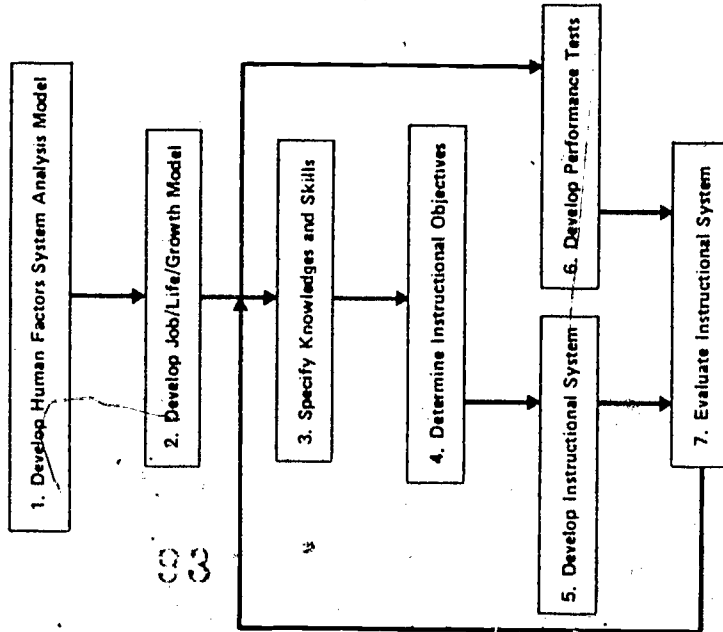 1. Develop Human Factors System Analysis Model
2. Develop Job/Life/Growth Model
3. Specify Knowledges and Skills
4. Determine Instructional Objectives
5. Develop Instructional System
6. Develop Performance Tests
7. Evaluate Instructional System